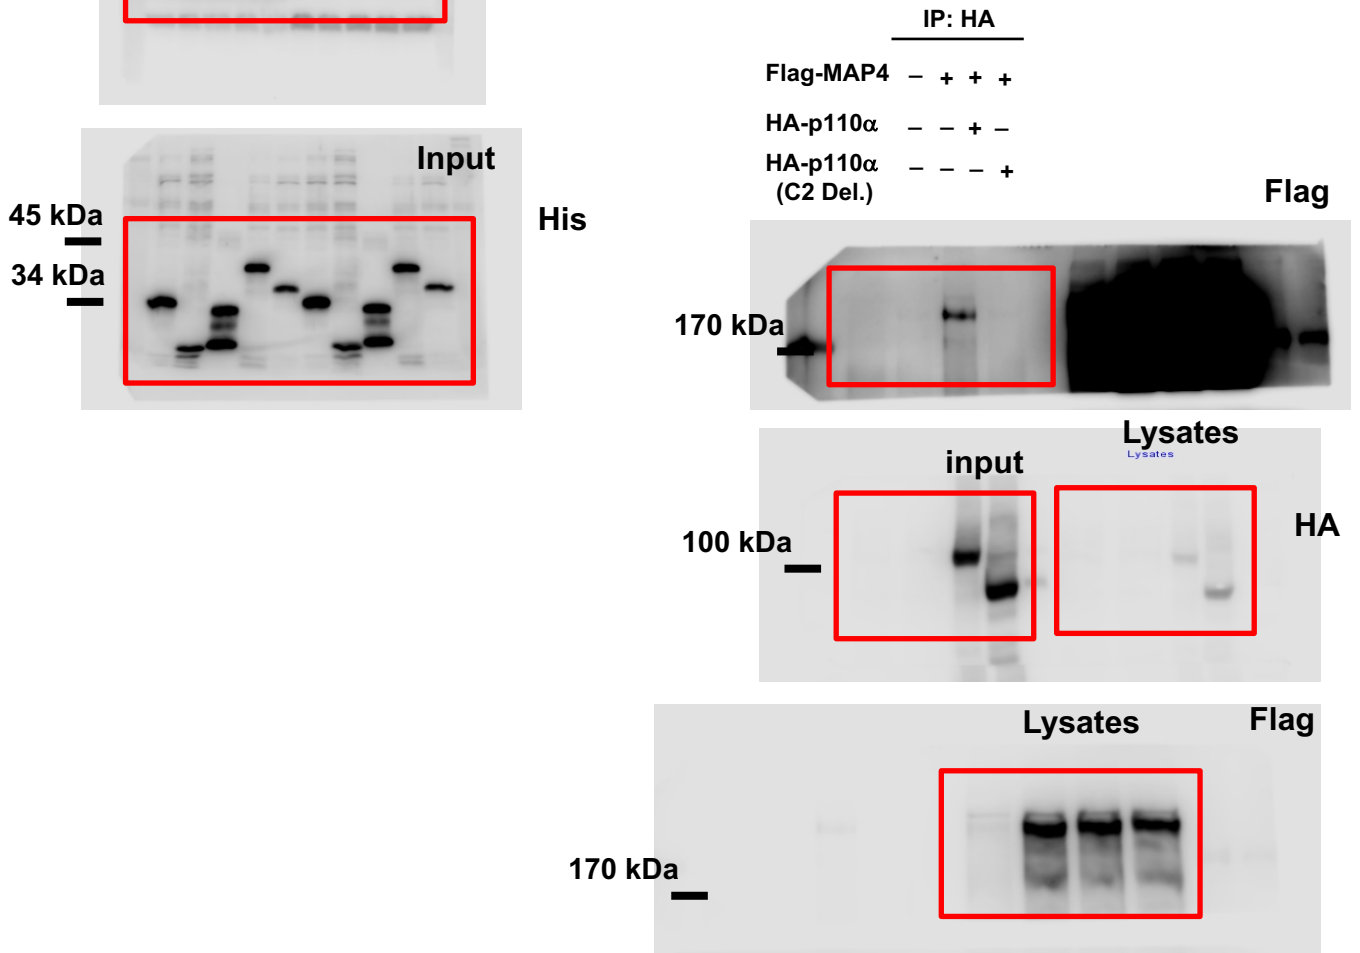 Input
45 kDa
His
34 kDa
IP: HA
Flag-MAP4 – + + +
HA-p110α – – + –
HA-p110α – – – +
(C2 Del.)
Flag
170 kDa
Lysates
Lysates
input
HA
100 kDa
Lysates
Flag
170 kDa